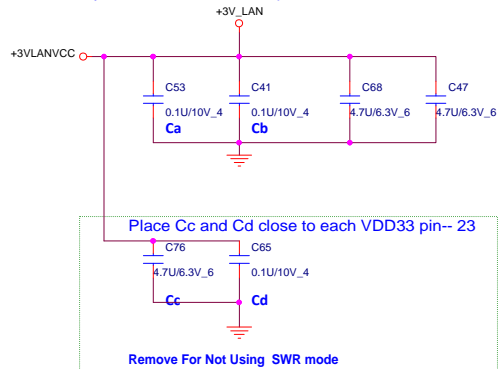 +3V_LAN
+3VLANVCC
C53
C41
C68
C47
0.1U/10V_4
0.1U/10V_4
4.7U/6.3V_6
4.7U/6.3V_6
Ca
Cb
Place Cc and Cd close to each VDD33 pin-- 23
C76
C65
4.7U/6.3V_6
0.1U/10V_4
Cc
Cd
Remove For Not Using SWR mode